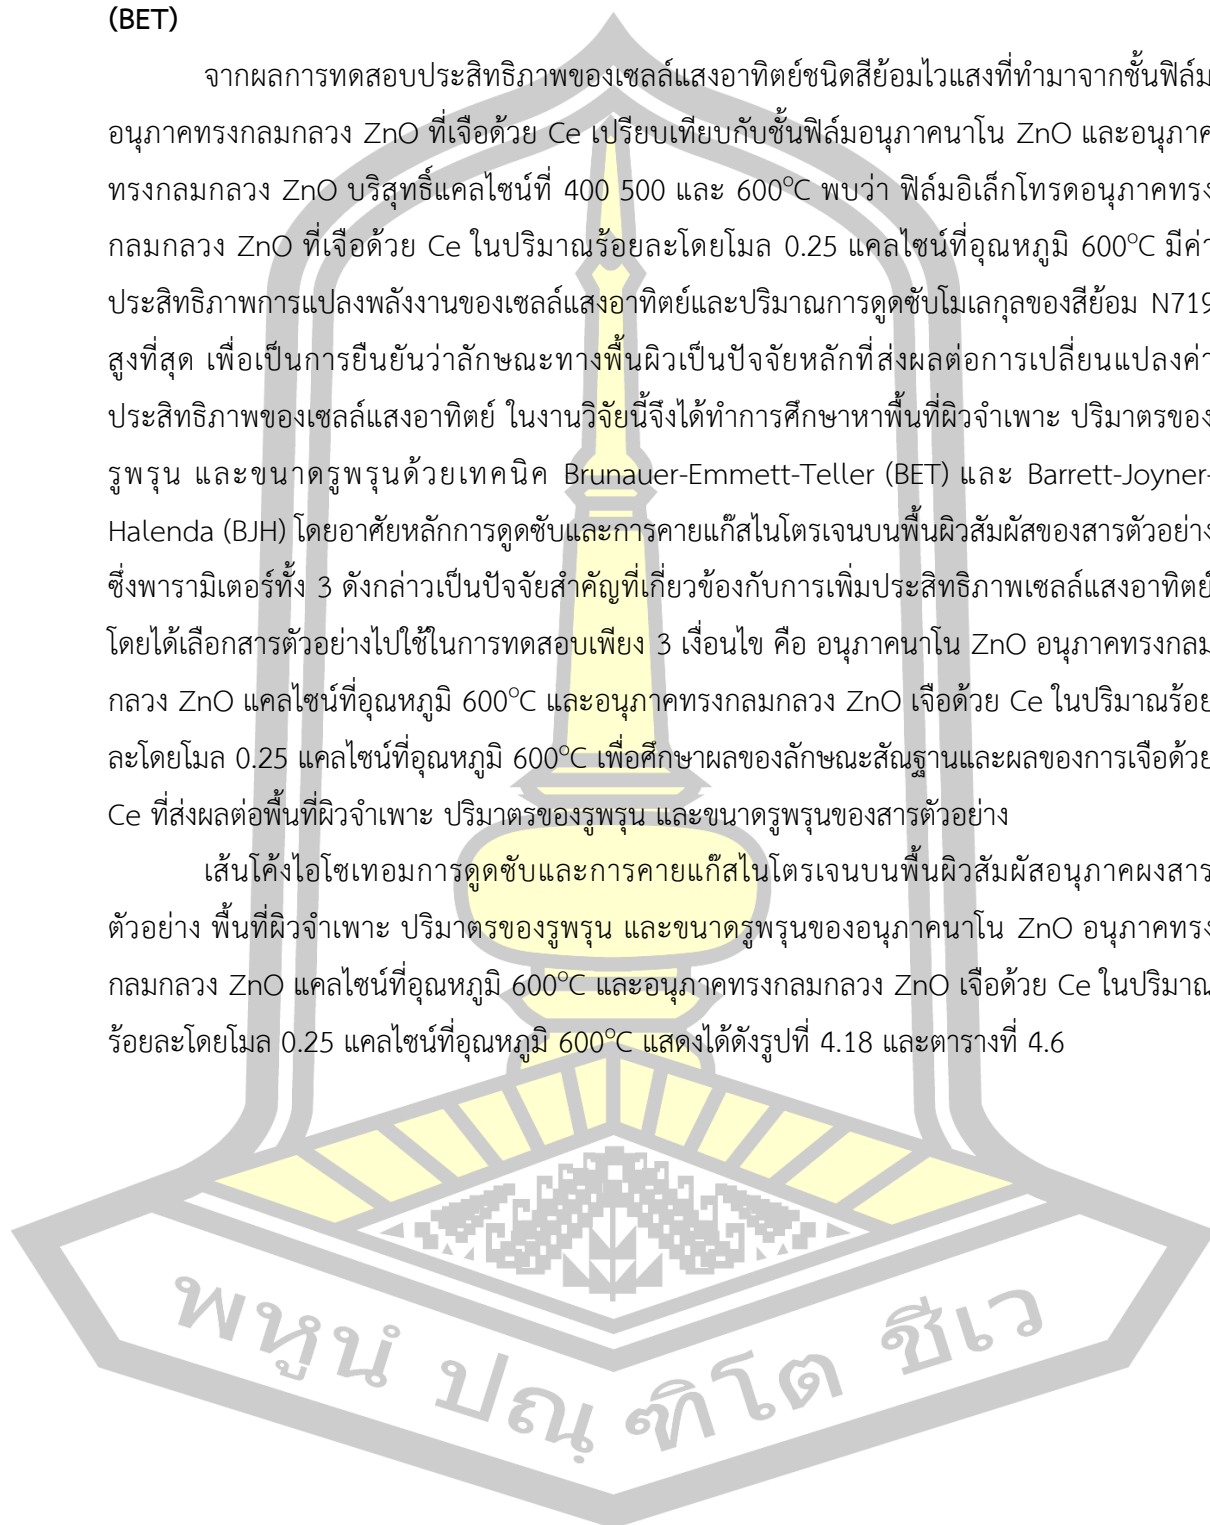 (BET)
จากผลการทดสอบประสิทธิภาพของเซลล์แสงอาทิตย์ชนิดสีย้อมไวแสงที่ทำมาจากชั้นฟิล์ม
อนุภาคทรงกลมกลวง ZnO ที่เจือด้วย Ce เปรียบเทียบกับชั้นฟิล์มอนุภาคนาโน ZnO และอนุภาค
ทรงกลมกลวง ZnO บริสุทธิ์แคลไซน์ที่ 400 500 และ 600°C พบว่า ฟิล์มอิเล็กโทรดอนุภาคทรง
กลมกลวง ZnO ที่เจือด้วย Ce ในปริมาณร้อยละโดยโมล 0.25 แคลไซน์ที่อุณหภูมิ 600°C มีค่า
ประสิทธิภาพการแปลงพลังงานของเซลล์แสงอาทิตย์และปริมาณการดูดซับโมเลกุลของสีย้อม N719
สูงที่สุด เพื่อเป็นการยืนยันว่าลักษณะทางพื้นผิวเป็นปัจจัยหลักที่ส่งผลต่อการเปลี่ยนแปลงค่า
ประสิทธิภาพของเซลล์แสงอาทิตย์ ในงานวิจัยนี้จึงได้ทำการศึกษาหาพื้นที่ผิวจำเพาะ ปริมาตรของ
รูพรุน และขนาดรูพรุนด้วยเทคนิค Brunauer-Emmett-Teller (BET) และ Barrett-Joyner-
Halenda (BJH) โดยอาศัยหลักการดูดซับและการคายแก๊สไนโตรเจนบนพื้นผิวสัมผัสของสารตัวอย่าง
ซึ่งพารามิเตอร์ทั้ง 3 ดังกล่าวเป็นปัจจัยสำคัญที่เกี่ยวข้องกับการเพิ่มประสิทธิภาพเซลล์แสงอาทิตย์
โดยได้เลือกสารตัวอย่างไปใช้ในการทดสอบเพียง 3 เงื่อนไข คือ อนุภาคนาโน ZnO อนุภาคทรงกลม
กลวง ZnO แคลไซน์ที่อุณหภูมิ 600°C และอนุภาคทรงกลมกลวง ZnO เจือด้วย Ce ในปริมาณร้อย
ละโดยโมล 0.25 แคลไซน์ที่อุณหภูมิ 600°C เพื่อศึกษาผลของลักษณะสัณฐานและผลของการเจือด้วย
Ce ที่ส่งผลต่อพื้นที่ผิวจำเพาะ ปริมาตรของรูพรุน และขนาดรูพรุนของสารตัวอย่าง
เส้นโค้งไอโซเทอมการดูดซับและการคายแก๊สไนโตรเจนบนพื้นผิวสัมผัสอนุภาคผงสาร
ตัวอย่าง พื้นที่ผิวจำเพาะ ปริมาตรของรูพรุน และขนาดรูพรุนของอนุภาคนาโน ZnO อนุภาคทรง
กลมกลวง ZnO แคลไซน์ที่อุณหภูมิ 600°C และอนุภาคทรงกลมกลวง ZnO เจือด้วย Ce ในปริมาณ
ร้อยละโดยโมล 0.25 แคลไซน์ที่อุณหภูมิ 600°C แสดงได้ดังรูปที่ 4.18 และตารางที่ 4.6
พหูนํ ปณฺฑิโต ชีเว